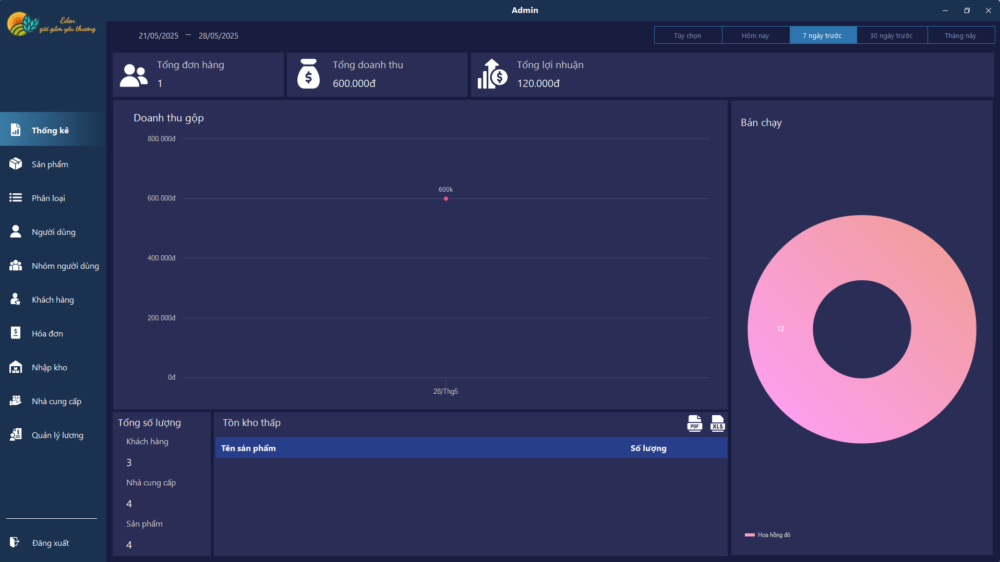 Admin
Eden
gửi gắm yêu thương
21/05/2025 — 28/05/2025
Tùy chọn
Hôm nay
7 ngày trước
30 ngày trước
Tháng này
Tổng đơn hàng
1
Tổng doanh thu
600.000đ
Tổng lợi nhuận
120.000đ
Thống kê
Sản phẩm
Phân loại
Người dùng
Nhóm người dùng
Khách hàng
Hóa đơn
Nhập kho
Nhà cung cấp
Quản lý lương
Đăng xuất
Doanh thu gộp
800.000đ
600.000đ
400.000đ
200.000đ
0đ
600k
28/Thg5
Bán chạy
12
Hoa hồng đỏ
Tổng số lượng
Khách hàng
3
Nhà cung cấp
4
Sản phẩm
4
Tồn kho thấp
PDF
XLS
Tên sản phẩm
Số lượng